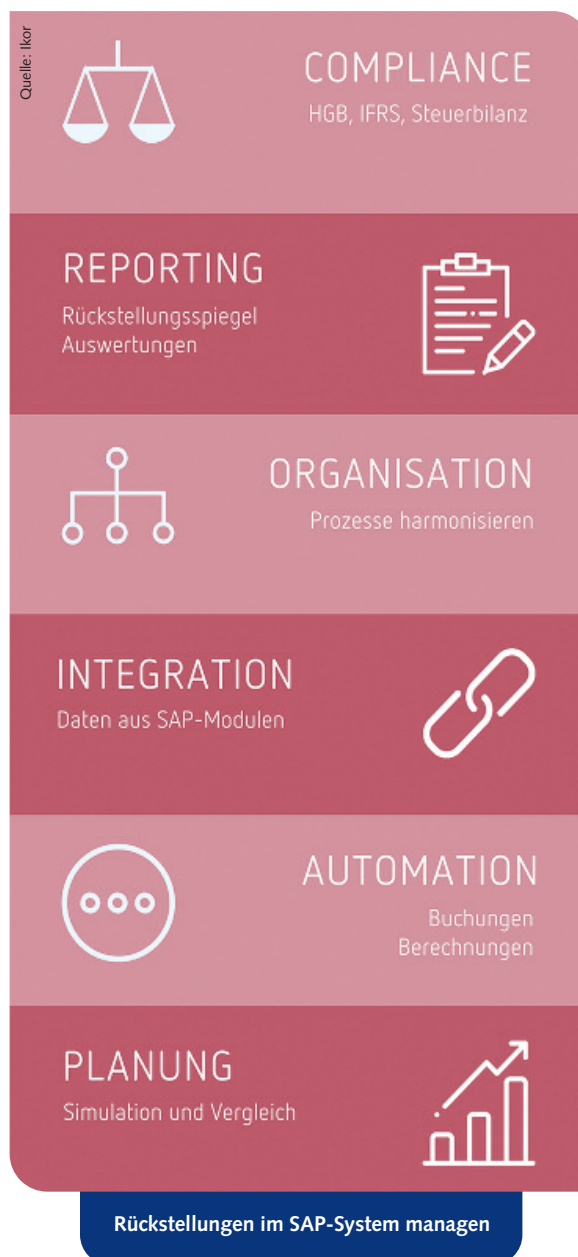 Quelle: Ikor
COMPLIANCE
HGB, IFRS, Steuerbilanz
REPORTING
Rückstellungsspiegel
Auswertungen
ORGANISATION
Prozesse harmonisieren
INTEGRATION
Daten aus SAP-Modulen
AUTOMATION
Buchungen
Berechnungen
PLANUNG
Simulation und Vergleich
Rückstellungen im SAP-System managen